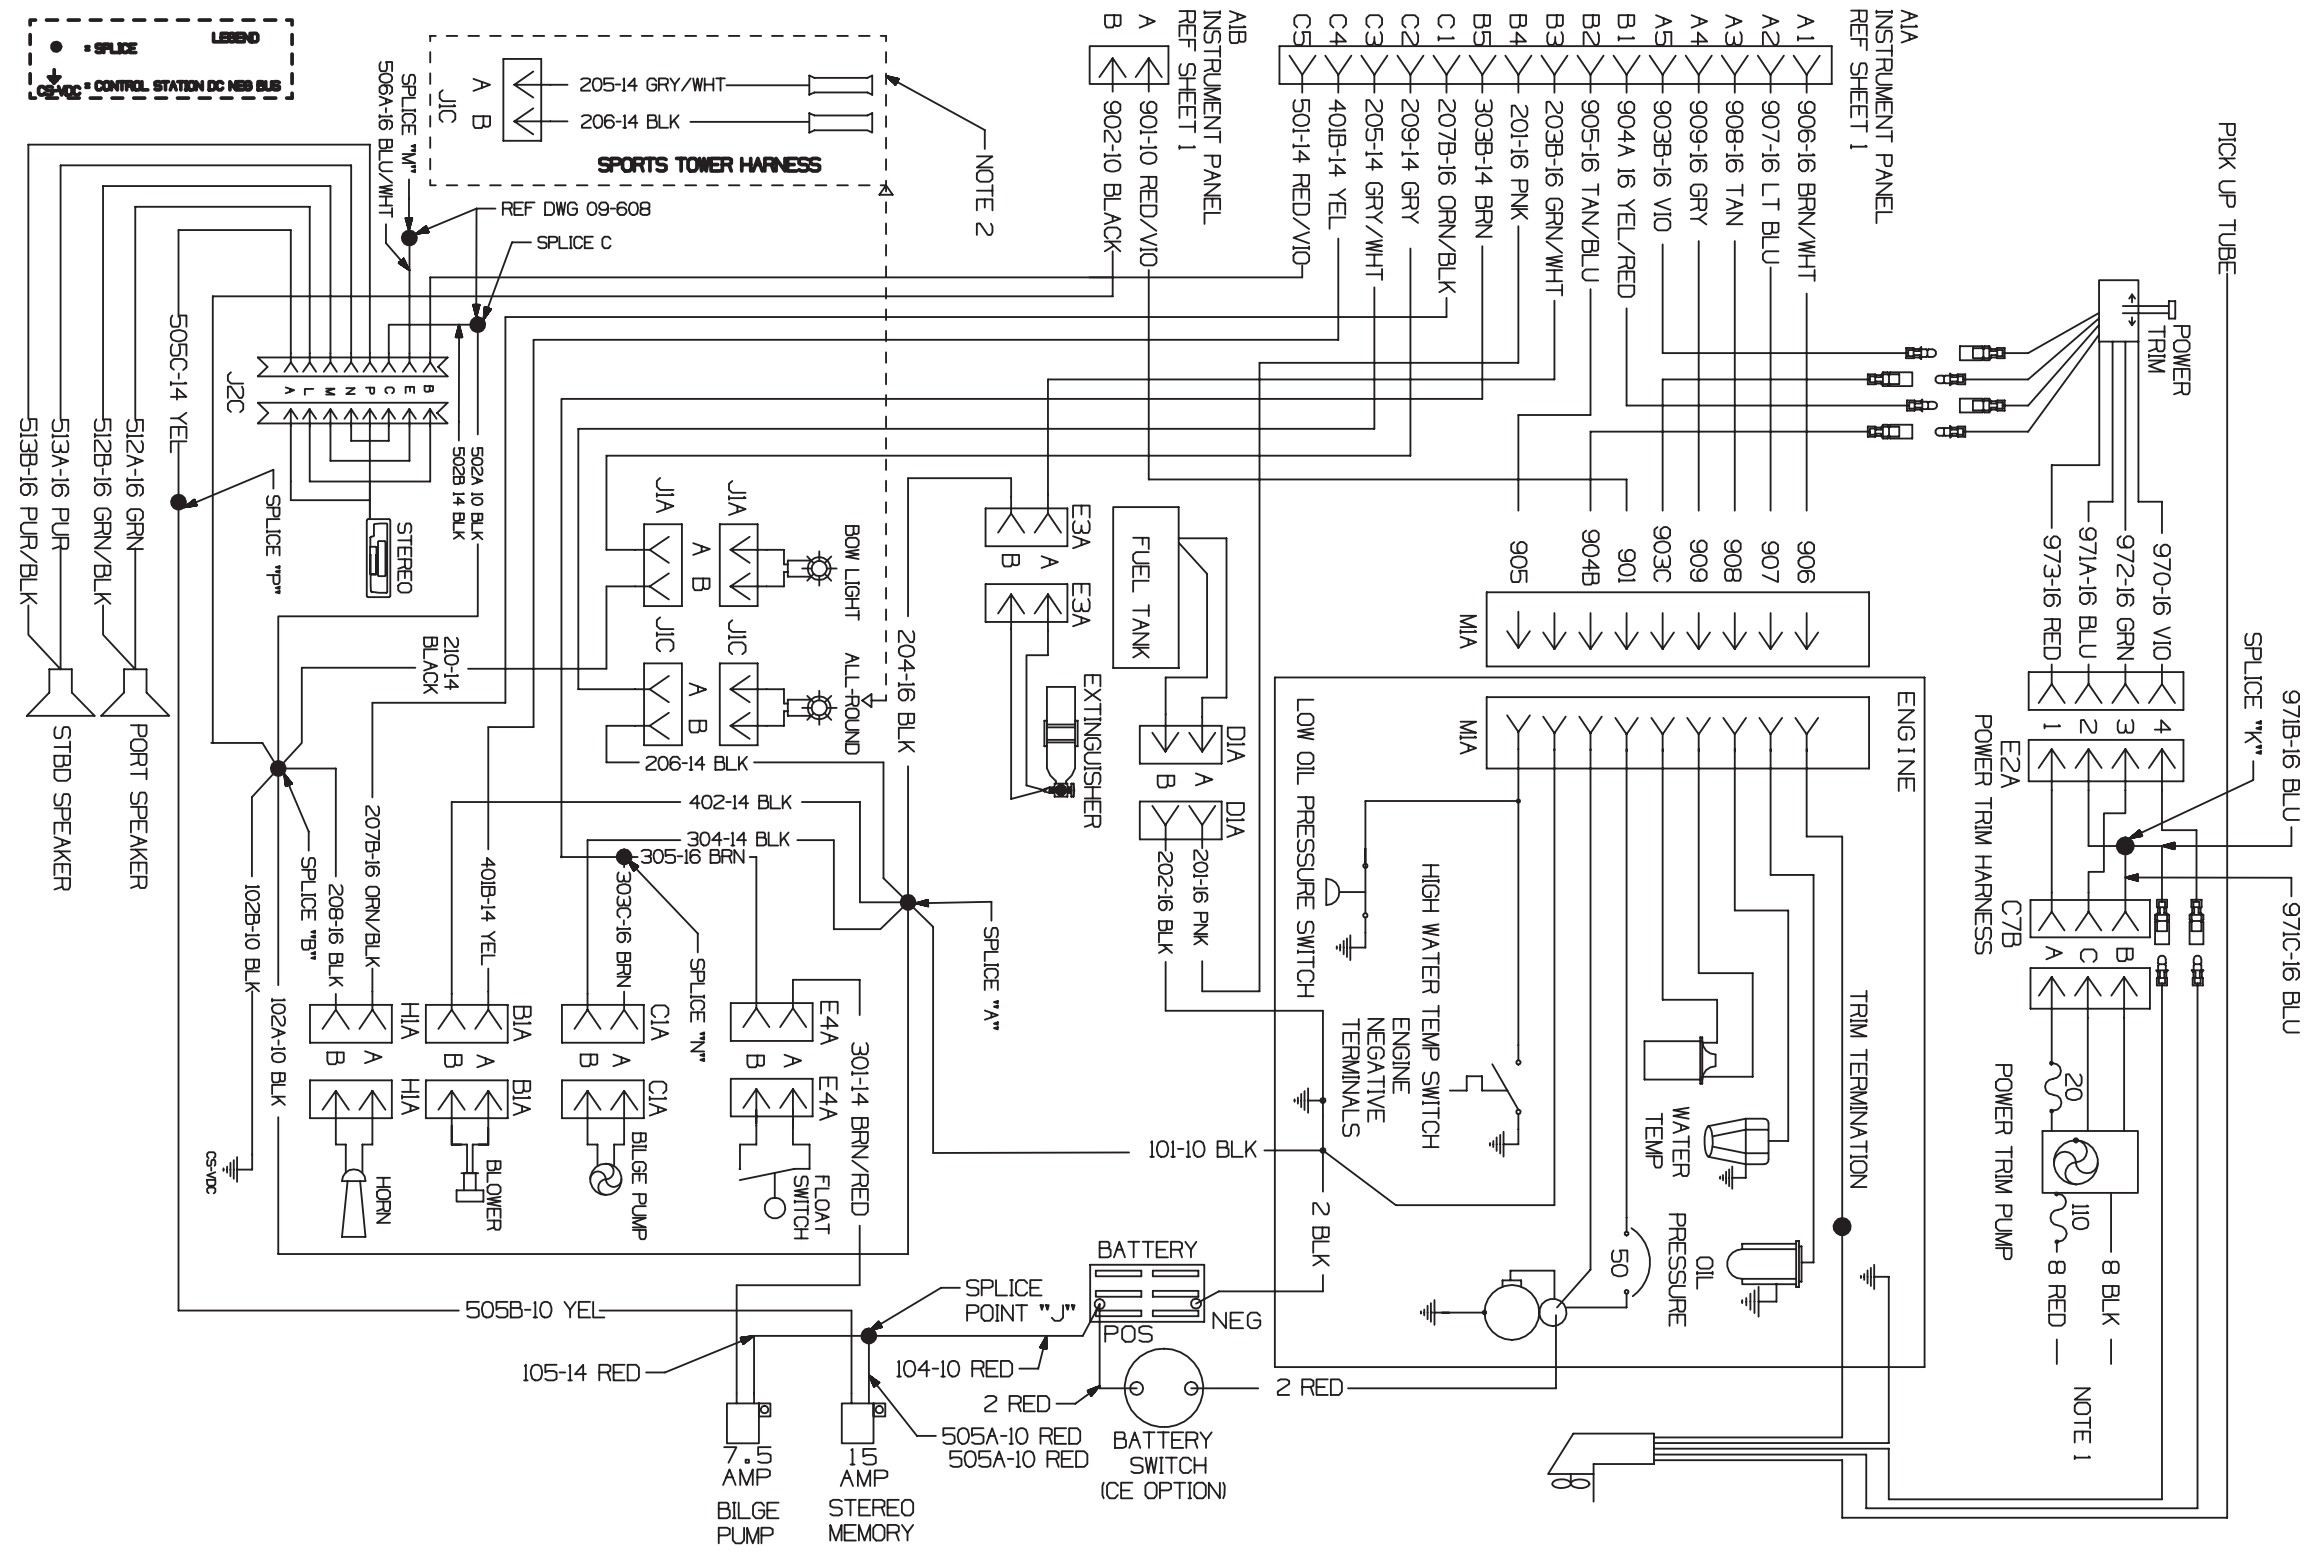 LEGEND
= SPLICE
CS-VDC = CONTROL STATION DC NEG BUS
SPLICE "M"
506A-16 BLU/WHT
J1C
A
B
205-14 GRY/WHT
206-14 BLK
SPORTS TOWER HARNESS
NOTE 2
REF DWG 09-608
SPLICE C
A1B
INSTRUMENT PANEL
REF SHEET 1
A
B
901-10 RED/VIO
902-10 BLACK
A1A
INSTRUMENT PANEL
REF SHEET 1
C5
C4
C3
C2
C1
B5
B4
B3
B2
B1
A5
A4
A3
A2
A1
501-14 RED/VIO
401B-14 YEL
205-14 GRY/WHT
209-14 GRY
207B-16 ORN/BLK
303B-14 BRN
201-16 PNK
203B-16 GRN/WHT
905-16 TAN/BLU
904A 16 YEL/RED
903B-16 VIO
909-16 GRY
908-16 TAN
907-16 LT BLU
906-16 BRN/WHT
PICK UP TUBE
POWER
TRIM
505C-14 YEL
J2C
A
L
M
N
P
C
E
B
502A 10 BLK
502B 14 BLK
513B-16 PUR/BLK
513A-16 PUR
512B-16 GRN/BLK
512A-16 GRN
SPLICE "P"
STEREO
STBD SPEAKER
PORT SPEAKER
210-14
BLACK
J1A
J1A
A
B
BOW LIGHT
J1C
J1C
A
B
ALL-ROUND
206-14 BLK
204-16 BLK
402-14 BLK
304-14 BLK
305-16 BRN
303C-16 BRN
SPLICE "N"
SPLICE "A"
E3A
B
A
E3A
EXTINGUISHER
FUEL TANK
D1A
B
A
D1A
202-16 BLK
201-16 PNK
905
904B
901
903C
909
908
907
906
M1A
M1A
ENGINE
LOW OIL PRESSURE SWITCH
HIGH WATER TEMP SWITCH
ENGINE
NEGATIVE
TERMINALS
WATER
TEMP
TRIM TERMINATION
OIL
PRESSURE
50
973-16 RED
971A-16 BLU
972-16 GRN
970-16 VIO
SPLICE "K"
971B-16 BLU
971C-16 BLU
1
2
3
4
E2A
POWER TRIM HARNESS
C7B
A
C
B
20
110
POWER TRIM PUMP
8 RED
8 BLK
NOTE 1
SPLICE "B"
102B-10 BLK
102A-10 BLK
208-16 BLK
207B-16 ORN/BLK
401B-14 YEL
H1A
B
A
H1A
HORN
B1A
B
A
B1A
BLOWER
C1A
B
A
C1A
BILGE PUMP
E4A
B
A
E4A
FLOAT
SWITCH
301-14 BRN/RED
CS-VDC
101-10 BLK
2 BLK
BATTERY
POS
NEG
505B-10 YEL
SPLICE
POINT "J"
105-14 RED
104-10 RED
2 RED
2 RED
505A-10 RED
505A-10 RED
BATTERY
SWITCH
(CE OPTION)
7.5
AMP
BILGE
PUMP
15
AMP
STEREO
MEMORY